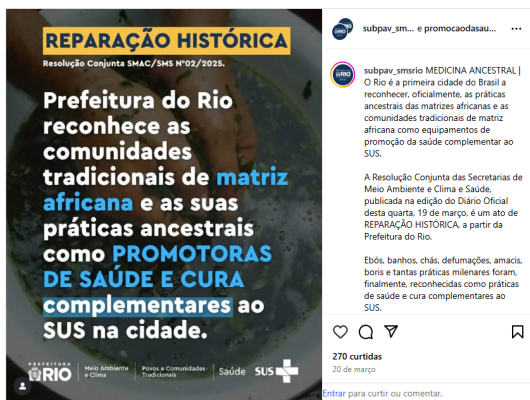 REPARAÇÃO HISTÓRICA
Resolução Conjunta SMAC/SMS Nº02/2025.
Prefeitura do Rio
reconhece as
comunidades
tradicionais de matriz
africana e as suas
práticas ancestrais
como PROMOTORAS
DE SAÚDE E CURA
complementares ao
SUS na cidade.
PREFEITURA
RIO
Meio Ambiente
e Clima
Povos e Comunidades
Tradicionais
Saúde
SUS
subpav_sm... e promocaodasau...
subpav_smsrio MEDICINA ANCESTRAL |
O Rio é a primeira cidade do Brasil a
reconhecer, oficialmente, as práticas
ancestrais das matrizes africanas e as
comunidades tradicionais de matriz
africana como equipamentos de
promoção da saúde complementar ao
SUS.
A Resolução Conjunta das Secretarias de
Meio Ambiente e Clima e Saúde,
publicada na edição do Diário Oficial
desta quarta, 19 de março, é um ato de
REPARAÇÃO HISTÓRICA, a partir da
Prefeitura do Rio.
Ebós, banhos, chás, defumações, amacis,
boris e tantas práticas milenares foram,
finalmente, reconhecidas como práticas
de saúde e cura complementares ao
SUS.
270 curtidas
20 de março
Entrar para curtir ou comentar.